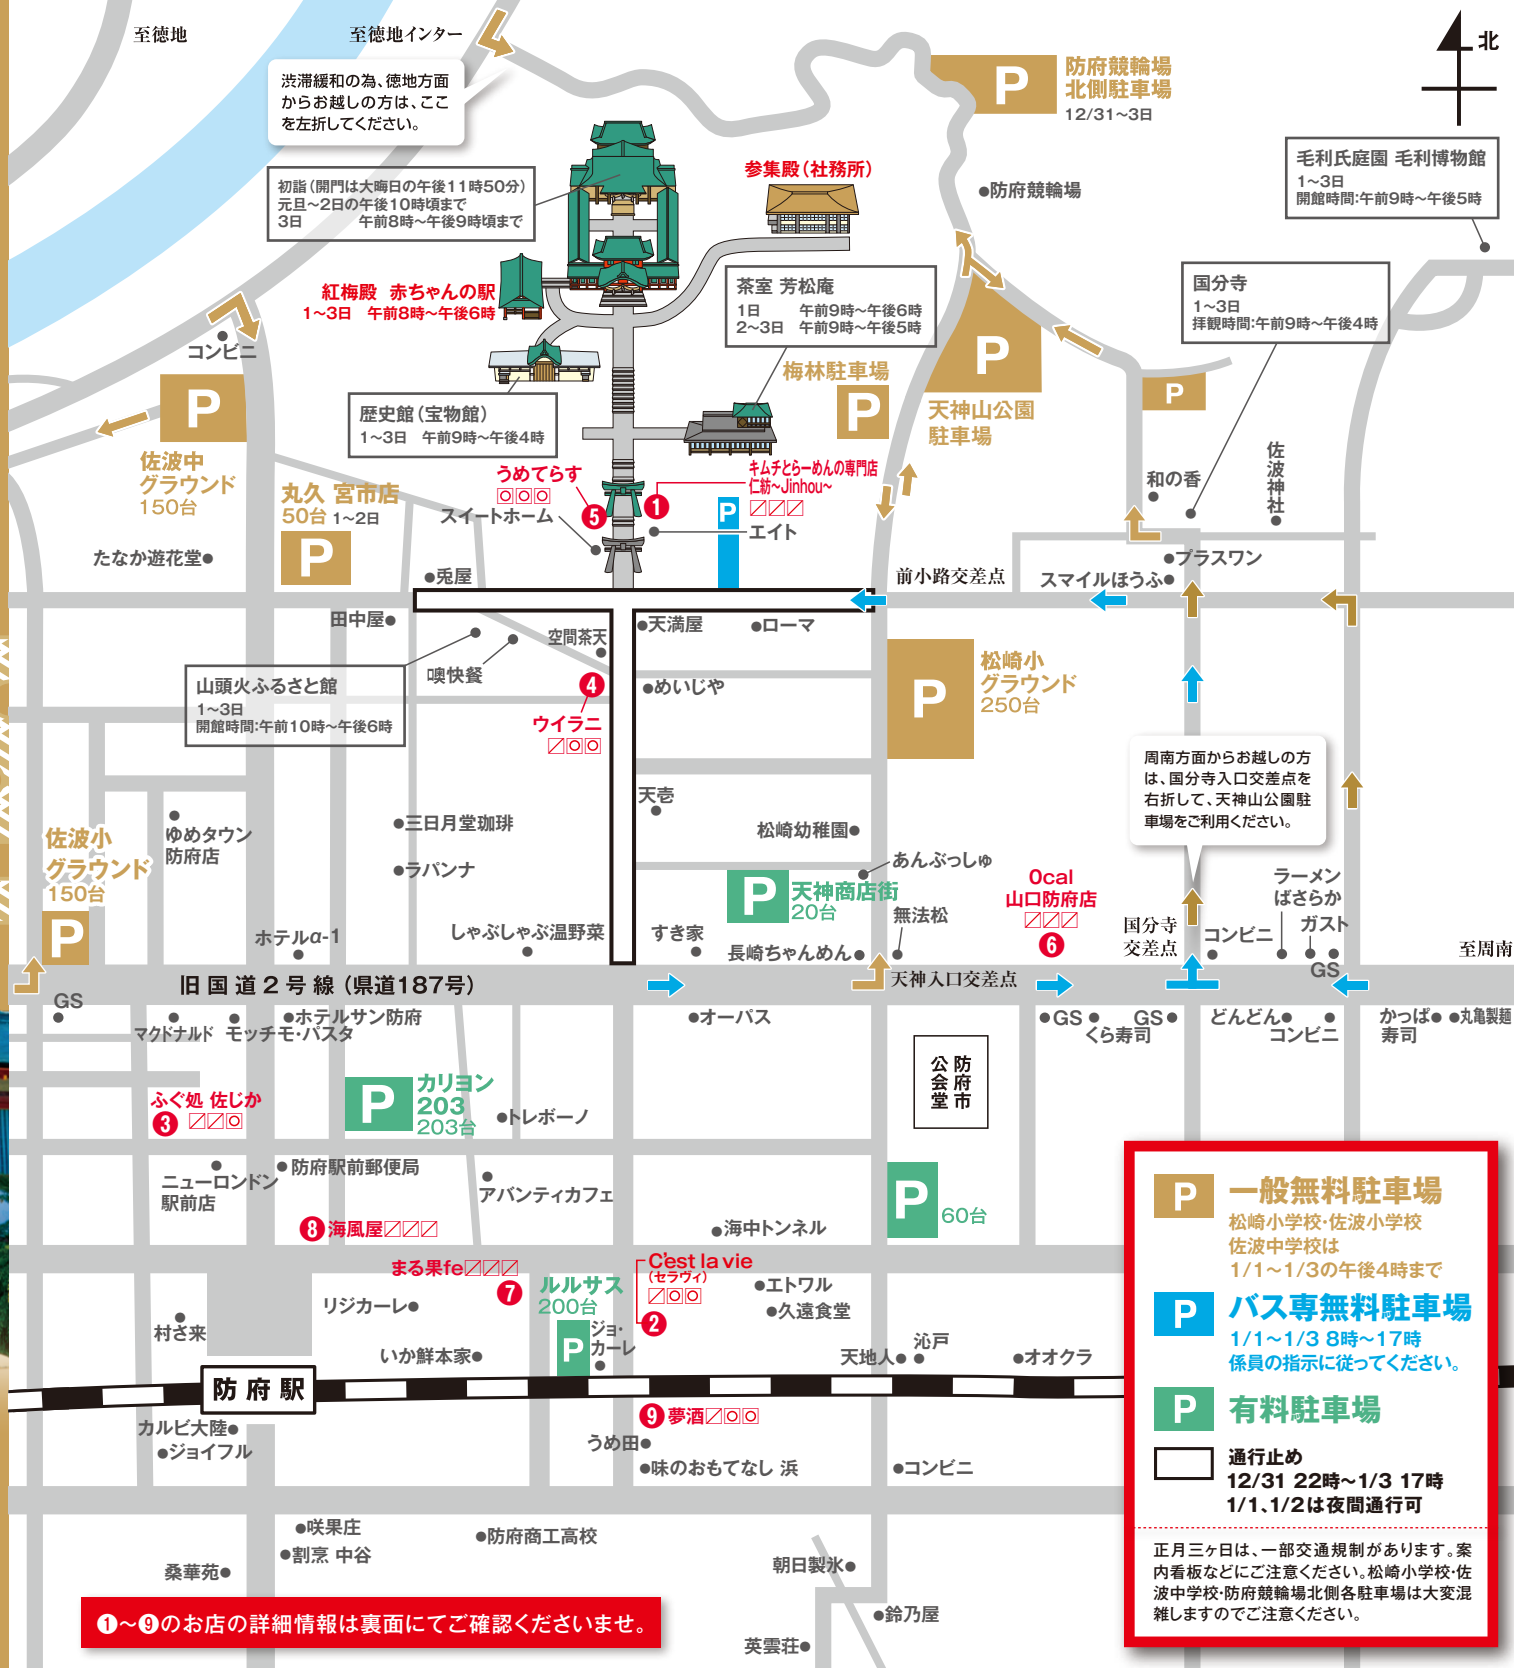 至徳地
至徳地インター
北
渋滞緩和の為、徳地方面
からお越しの方は、ここ
を左折してください。
P
防府競輪場
北側駐車場
12/31〜3日
毛利氏庭園 毛利博物館
1〜3日
開館時間:午前9時〜午後5時
初詣(開門は大晦日の午後11時50分)
元旦〜2日の午後10時頃まで
3日 午前8時〜午後9時頃まで
参集殿(社務所)
●防府競輪場
紅梅殿 赤ちゃんの駅
1〜3日 午前8時〜午後6時
茶室 芳松庵
1日 午前9時〜午後6時
2〜3日 午前9時〜午後5時
国分寺
1〜3日
拝観時間:午前9時〜午後4時
コンビニ
P
佐波中
グラウンド
150台
歴史館(宝物館)
1〜3日 午前9時〜午後4時
梅林駐車場
P
P
天神山公園
駐車場
P
和の香
佐波神社
丸久 宮市店
50台 1〜2日
P
うめてらす
5
スイートホーム
キムチとらーめんの専門店
仁紡〜Jinhou〜
1
P
エイト
たなか遊花堂●
●兎屋
前小路交差点
●プラスワン
スマイルほうふ●
田中屋●
空間茶天
●天満屋
●ローマ
噢快餐
山頭火ふるさと館
1〜3日
開館時間:午前10時〜午後6時
4
ウイラニ
●めいじや
P
松崎小
グラウンド
250台
周南方面からお越しの方
は、国分寺入口交差点を
右折して、天神山公園駐
車場をご利用ください。
天壱
ゆめタウン
防府店
●三日月堂珈琲
●ラパンナ
松崎幼稚園●
あんぶっしゅ
佐波小
グラウンド
150台
P
P
天神商店街
20台
無法松
Ocal
山口防府店
6
ラーメン
ばさらか
ガスト
国分寺
交差点
コンビニ
GS
至周南
ホテルα-1
しゃぶしゃぶ温野菜
すき家
長崎ちゃんめん●
旧国道2号線(県道187号)
天神入口交差点
GS
マクドナルド
モッチモ・パスタ
●ホテルサン防府
●オーパス
●GS
くら寿司
GS●
どんどん●
コンビニ
かっぱ●
寿司
●丸亀製麺
防府市
公会堂
ふぐ処 佐じか
3
P
カリヨン
203
203台
●トレボーノ
ニューロンドン
駅前店
●防府駅前郵便局
アバンティカフェ
P
60台
8 海風屋
●海中トンネル
まる果fe
7
ルルサス
200台
P
C'est la vie
(セラヴィ)
2
●エトワル
●久遠食堂
村さ来
リジカーレ●
いか鮮本家●
ジョ・
カーレ
天地人●
沁戸
●オオクラ
防府駅
9 夢酒
カルビ大陸●
●ジョイフル
うめ田●
●味のおもてなし 浜
●コンビニ
●咲果庄
●割烹 中谷
桑華苑●
●防府商工高校
朝日製氷●
●鈴乃屋
英雲荘●
P
一般無料駐車場
松崎小学校・佐波小学校
佐波中学校は
1/1〜1/3の午後4時まで
P
バス専無料駐車場
1/1〜1/3 8時〜17時
係員の指示に従ってください。
P
有料駐車場
通行止め
12/31 22時〜1/3 17時
1/1、1/2は夜間通行可
正月三ヶ日は、一部交通規制があります。案
内看板などにご注意ください。松崎小学校・佐
波中学校・防府競輪場北側各駐車場は大変混
雑しますのでご注意ください。
❶〜❾のお店の詳細情報は裏面にてご確認くださいませ。